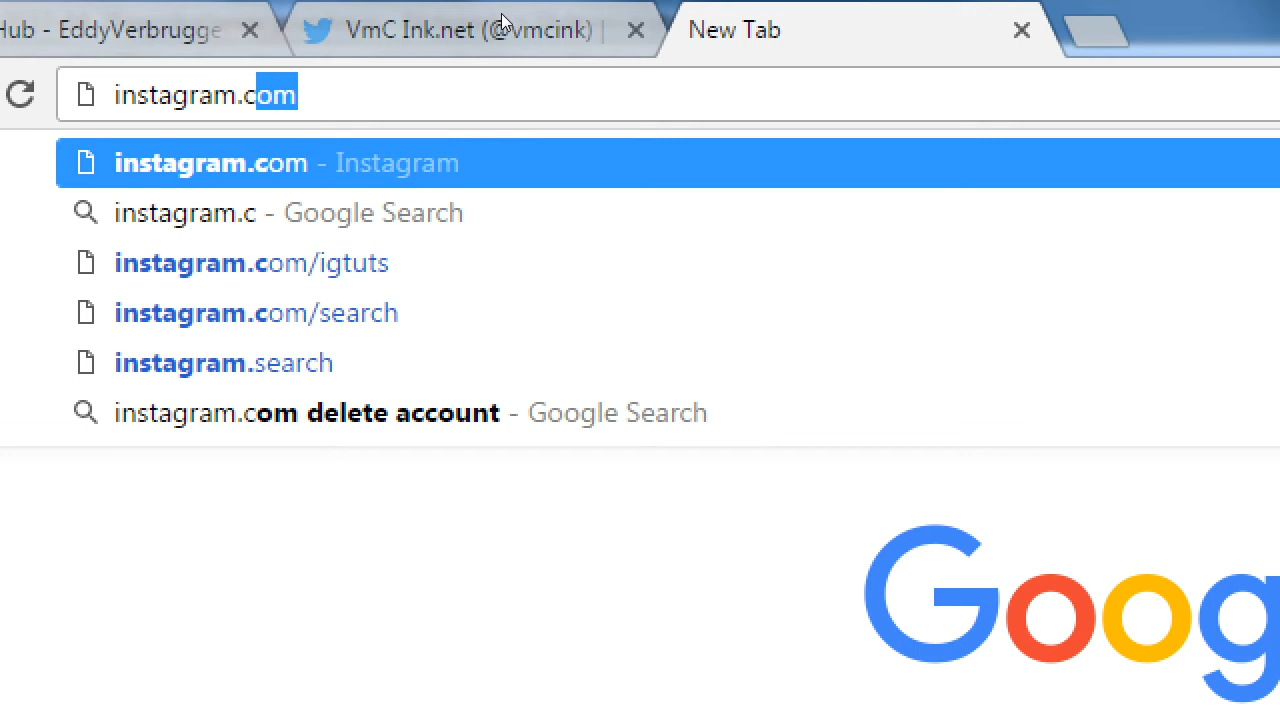 Hub - EddyVerbrugge
VmC Ink.net (@vmcink) |
New Tab
instagram.com
instagram.com - Instagram
instagram.c - Google Search
instagram.com/igtuts
instagram.com/search
instagram.search
instagram.com delete account - Google Search
Goog